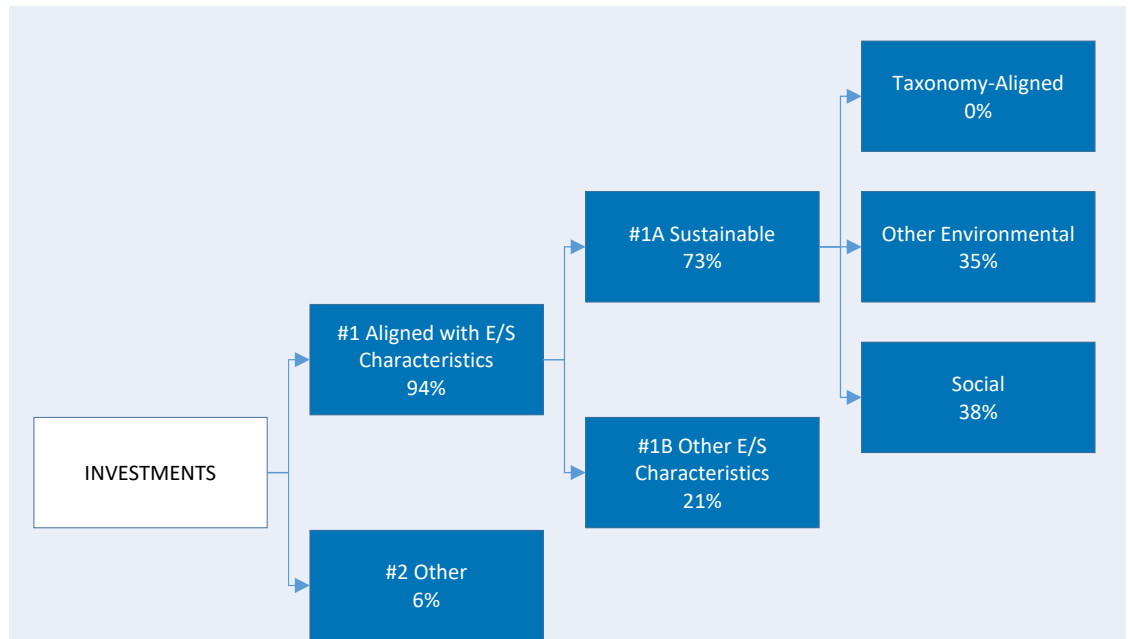 INVESTMENTS
#1 Aligned with E/S
Characteristics
94%
#2 Other
6%
#1A Sustainable
73%
#1B Other E/S
Characteristics
21%
Taxonomy-Aligned
0%
Other Environmental
35%
Social
38%